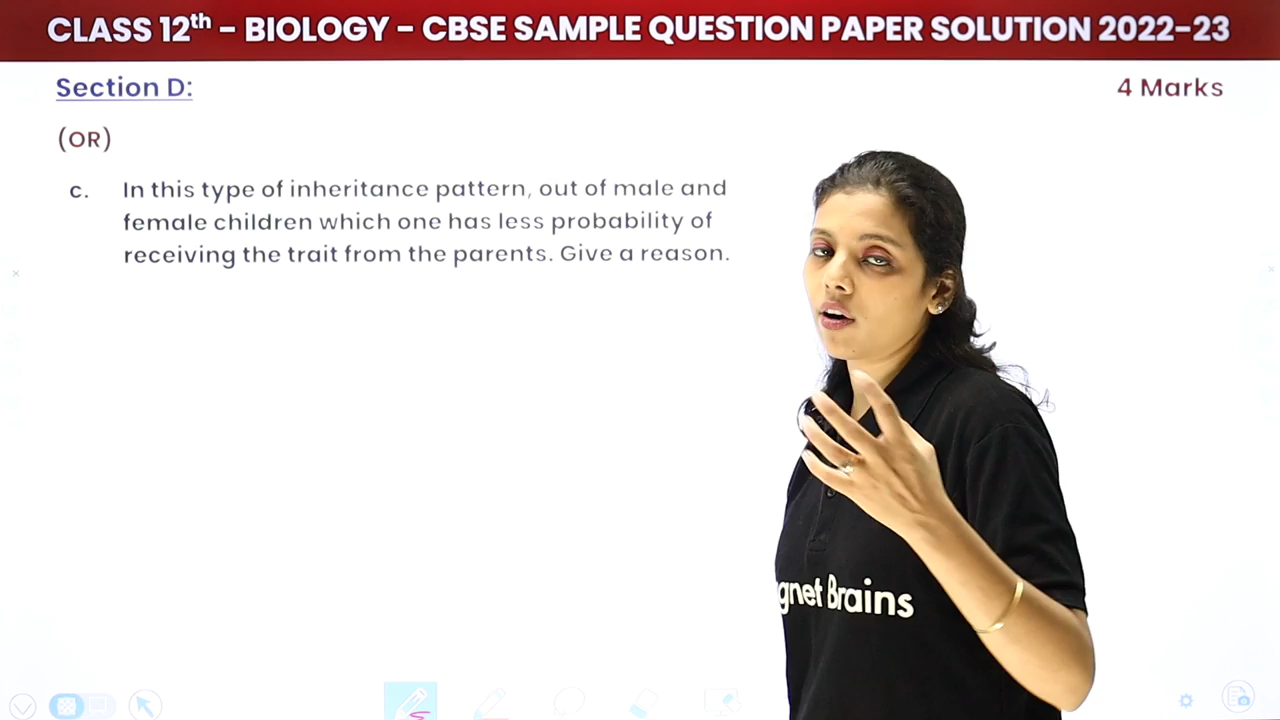 CLASS 12th – BIOLOGY – CBSE SAMPLE QUESTION PAPER SOLUTION 2022-23
Section D:
4 Marks
(OR)
c. In this type of inheritance pattern, out of male and
female children which one has less probability of
receiving the trait from the parents. Give a reason.
gnet Brains